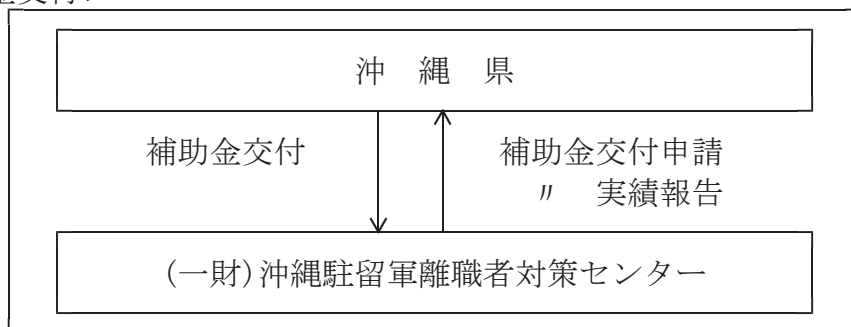 沖　縄　県
補助金交付
補助金交付申請
〃　実績報告
(一財)沖縄駐留軍離職者対策センター